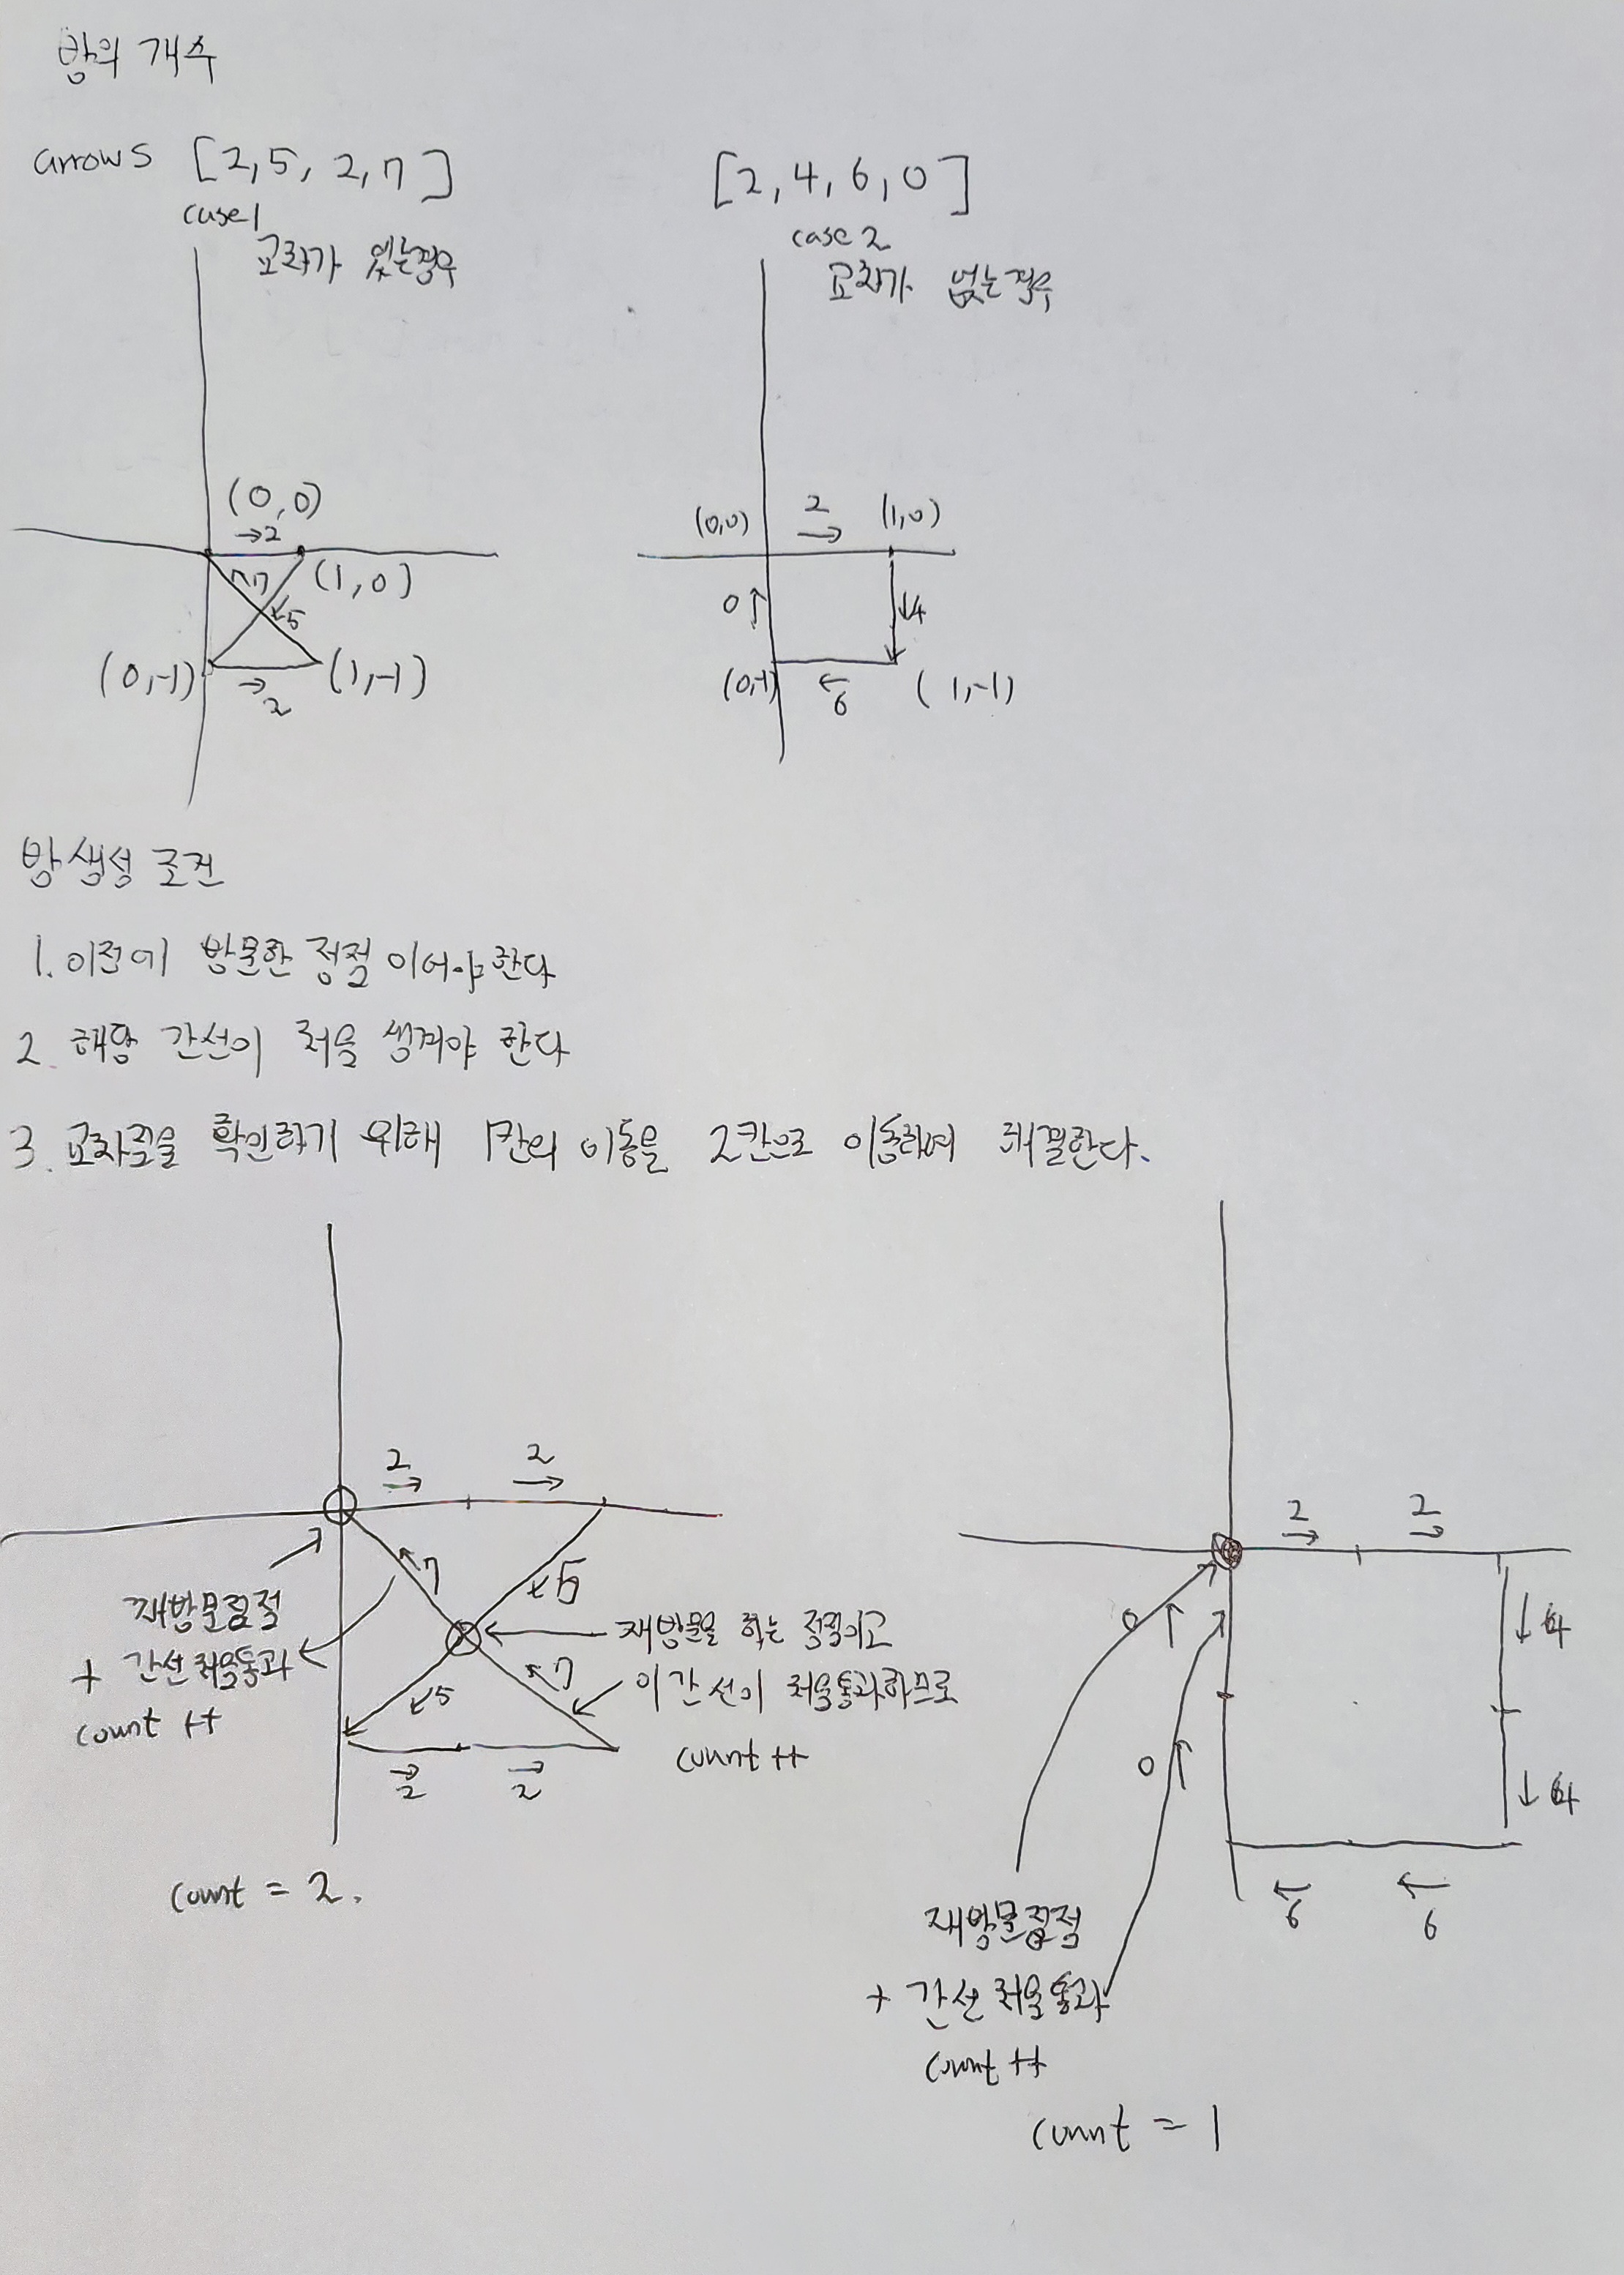 방의 개수
arrows [2,5, 2,7]
case1
교차가 있는경우
(0,0)
→2
(1,0)
↖7
↙5
(0,-1)
→
2
(1,-1)
[2,4,6,0]
case 2
교차가 없는경우
(0,0)
2
→
(1,0)
0↑
↓4
(0,-1)
←
6
(1,-1)
방생성 조건
1. 이전에 방문한 정점 이어야한다
2. 해당 간선이 처음 생겨야 한다
3. 교차점을 확인하기 위해 1칸의 이동을 2칸으로 이동하여 해결한다.
2
→
2
→
↖7
↙5
재방문정점
+ 간선 처음통과
count ++
재방문을 하는 정점이고
이 간선이 처음통과하므로
count ++
↖7
↙5
→
2
→
2
count = 2.
2
→
2
→
0↑
↓4
0↑
↓4
←
6
←
6
재방문정점
+ 간선 처음통과
count ++
count = 1